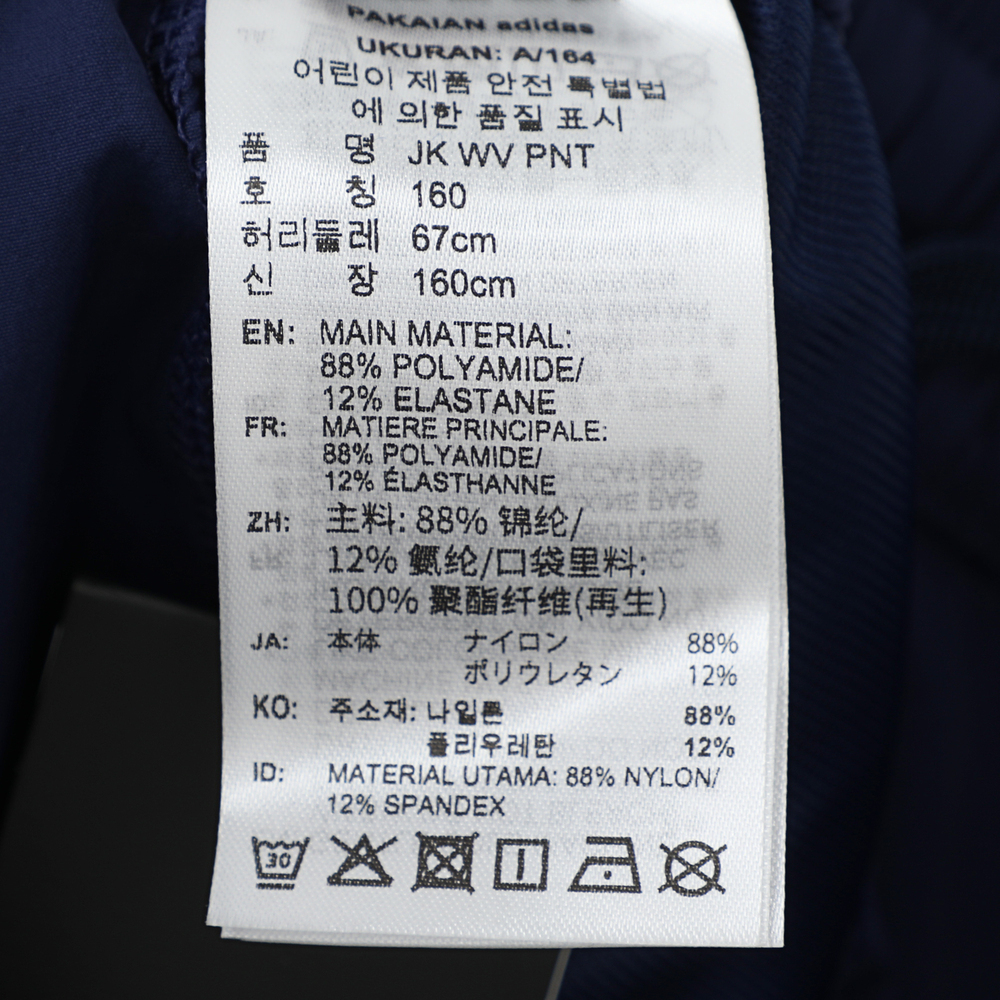 PAKAIAN adidas
UKURAN: A/164
어린이 제품 안전 특별법
에 의한 품질 표시
품 명 JK WV PNT
호 칭 160
허리둘레 67cm
신 장 160cm
EN: MAIN MATERIAL:
88% POLYAMIDE/
12% ELASTANE
FR: MATIERE PRINCIPALE:
88% POLYAMIDE/
12% ÉLASTHANNE
ZH: 主料: 88% 锦纶/
12% 氨纶/口袋里料:
100% 聚酯纤维(再生)
JA: 本体 ナイロン 88%
ポリウレタン 12%
KO: 주소재: 나일론 88%
폴리우레탄 12%
ID: MATERIAL UTAMA: 88% NYLON/
12% SPANDEX
30